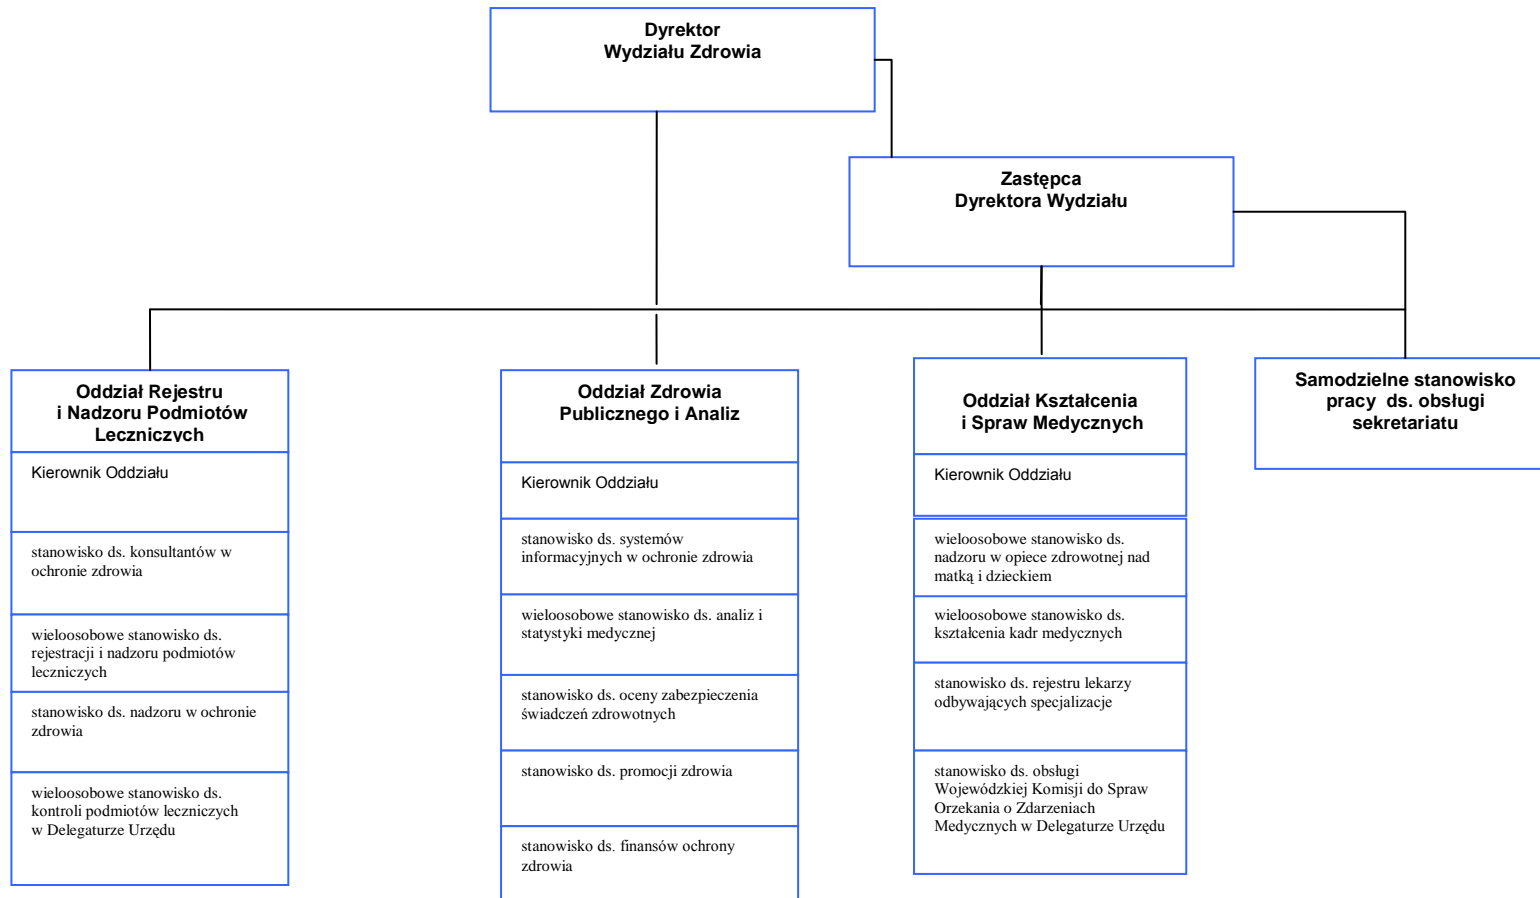 Dyrektor
Wydziału Zdrowia
Zastępca
Dyrektora Wydziału
Oddział Rejestru
i Nadzoru Podmiotów
Leczniczych
Kierownik Oddziału
stanowisko ds. konsultantów w
ochronie zdrowia
wieloosobowe stanowisko ds.
rejestracji i nadzoru podmiotów
leczniczych
stanowisko ds. nadzoru w ochronie
zdrowia
wieloosobowe stanowisko ds.
kontroli podmiotów leczniczych
w Delegaturze Urzędu
Oddział Zdrowia
Publicznego i Analiz
Kierownik Oddziału
stanowisko ds. systemów
informacyjnych w ochronie zdrowia
wieloosobowe stanowisko ds. analiz i
statystyki medycznej
stanowisko ds. oceny zabezpieczenia
świadczeń zdrowotnych
stanowisko ds. promocji zdrowia
stanowisko ds. finansów ochrony
zdrowia
Oddział Kształcenia
i Spraw Medycznych
Kierownik Oddziału
wieloosobowe stanowisko ds.
nadzoru w opiece zdrowotnej nad
matką i dzieckiem
wieloosobowe stanowisko ds.
kształcenia kadr medycznych
stanowisko ds. rejestru lekarzy
odbywających specjalizacje
stanowisko ds. obsługi
Wojewódzkiej Komisji do Spraw
Orzekania o Zdarzeniach
Medycznych w Delegaturze Urzędu
Samodzielne stanowisko
pracy ds. obsługi
sekretariatu